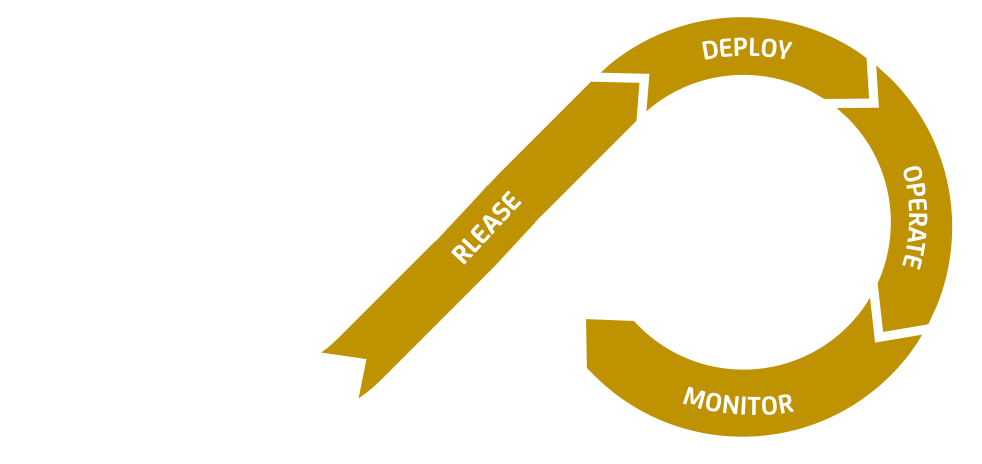 RLEASE
DEPLOY
OPERATE
MONITOR